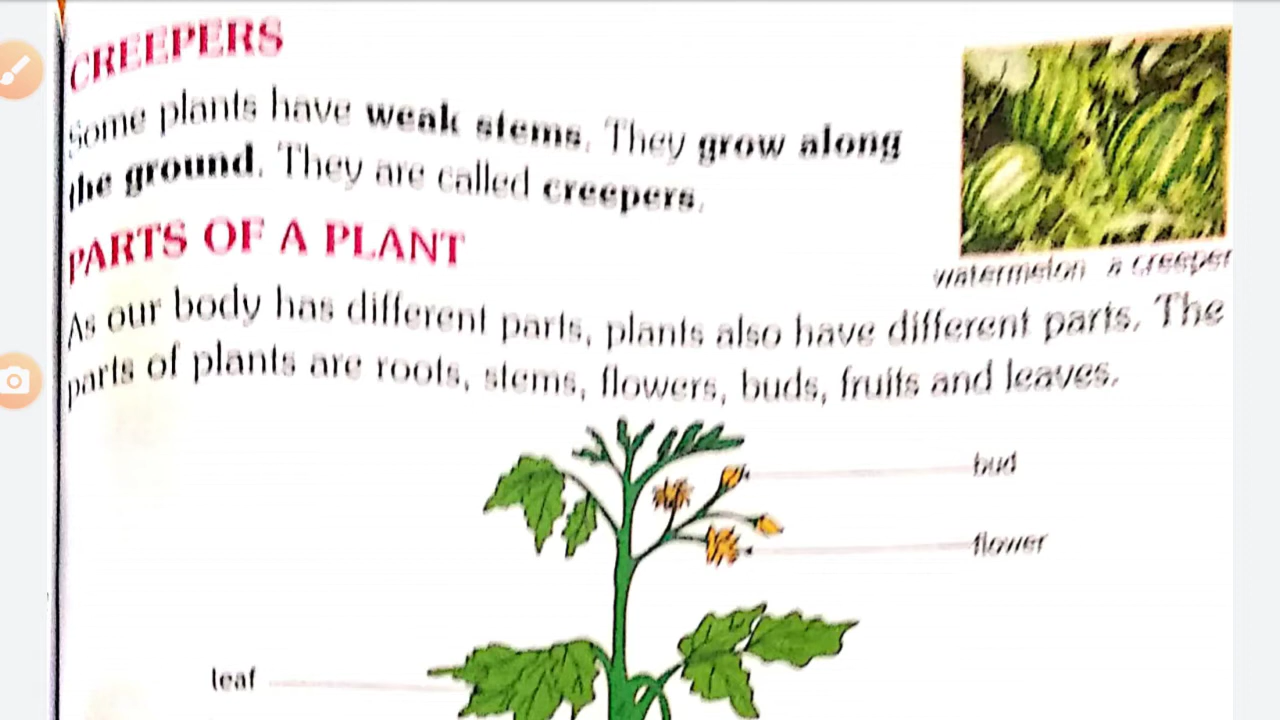 CREEPERS
Some plants have weak stems. They grow along
the ground. They are called creepers.
watermelon a creeper
PARTS OF A PLANT
As our body has different parts, plants also have different parts. The
parts of plants are roots, stems, flowers, buds, fruits and leaves.
bud
flower
leaf